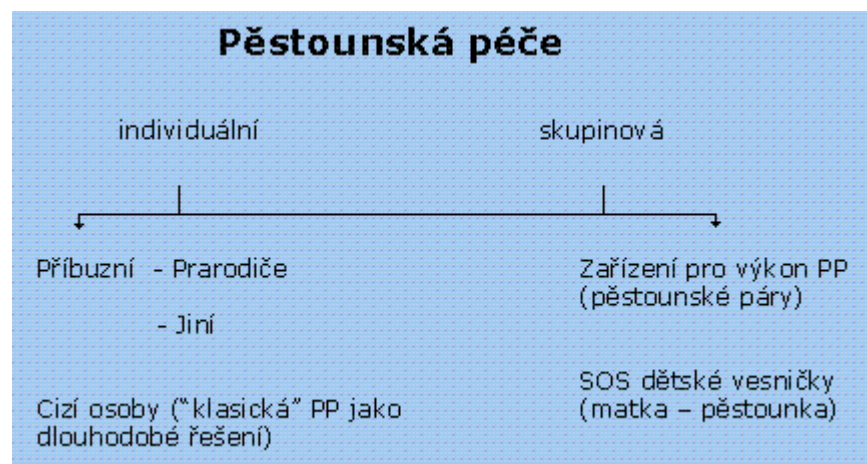 Pěstounská péče
individuální
skupinová
Příbuzní - Prarodiče
- Jiní
Cizí osoby (“klasická” PP jako
dlouhodobé řešení)
Zařízení pro výkon PP
(pěstounské páry)
SOS dětské vesničky
(matka – pěstounka)